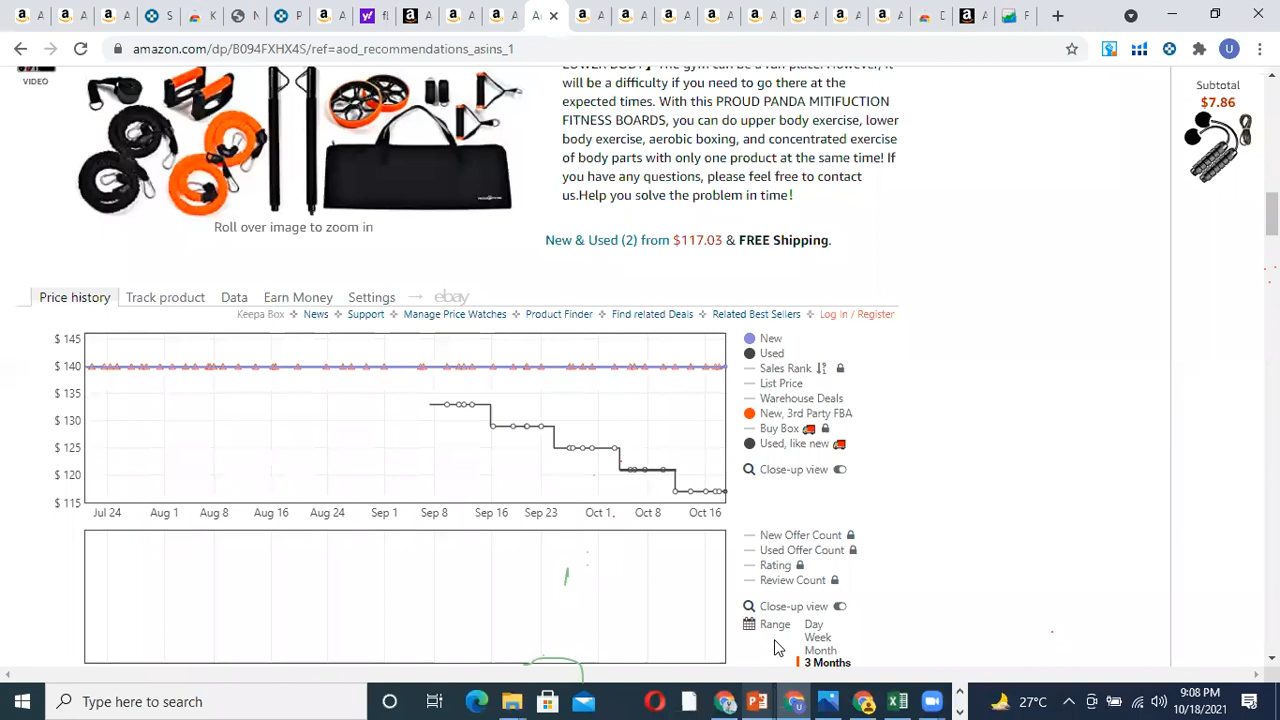 amazon.com/dp/B094FXHX4S/ref=aod_recommendations_asins_1
VIDEO
will be a difficulty if you need to go there at the
expected times. With this PROUD PANDA MITIFUCTION
FITNESS BOARDS, you can do upper body exercise, lower
body exercise, aerobic boxing, and concentrated exercise
of body parts with only one product at the same time! If
you have any questions, please feel free to contact
us.Help you solve the problem in time!
Roll over image to zoom in
New & Used (2) from $117.03 & FREE Shipping.
Subtotal
$7.86
Price history Track product Data Earn Money Settings → ebay
Keepa Box News Support Manage Price Watches Product Finder Find related Deals Related Best Sellers Log In / Register
$ 145
$ 140
$ 135
$ 130
$ 125
$ 120
$ 115
Jul 24 Aug 1 Aug 8 Aug 16 Aug 24 Sep 1 Sep 8 Sep 16 Sep 23 Oct 1 Oct 8 Oct 16
New
Used
Sales Rank
List Price
Warehouse Deals
New, 3rd Party FBA
Buy Box
Used, like new
Close-up view
New Offer Count
Used Offer Count
Rating
Review Count
Close-up view
Range Day
Week
Month
3 Months
Type here to search
27°C
9:08 PM
10/18/2021